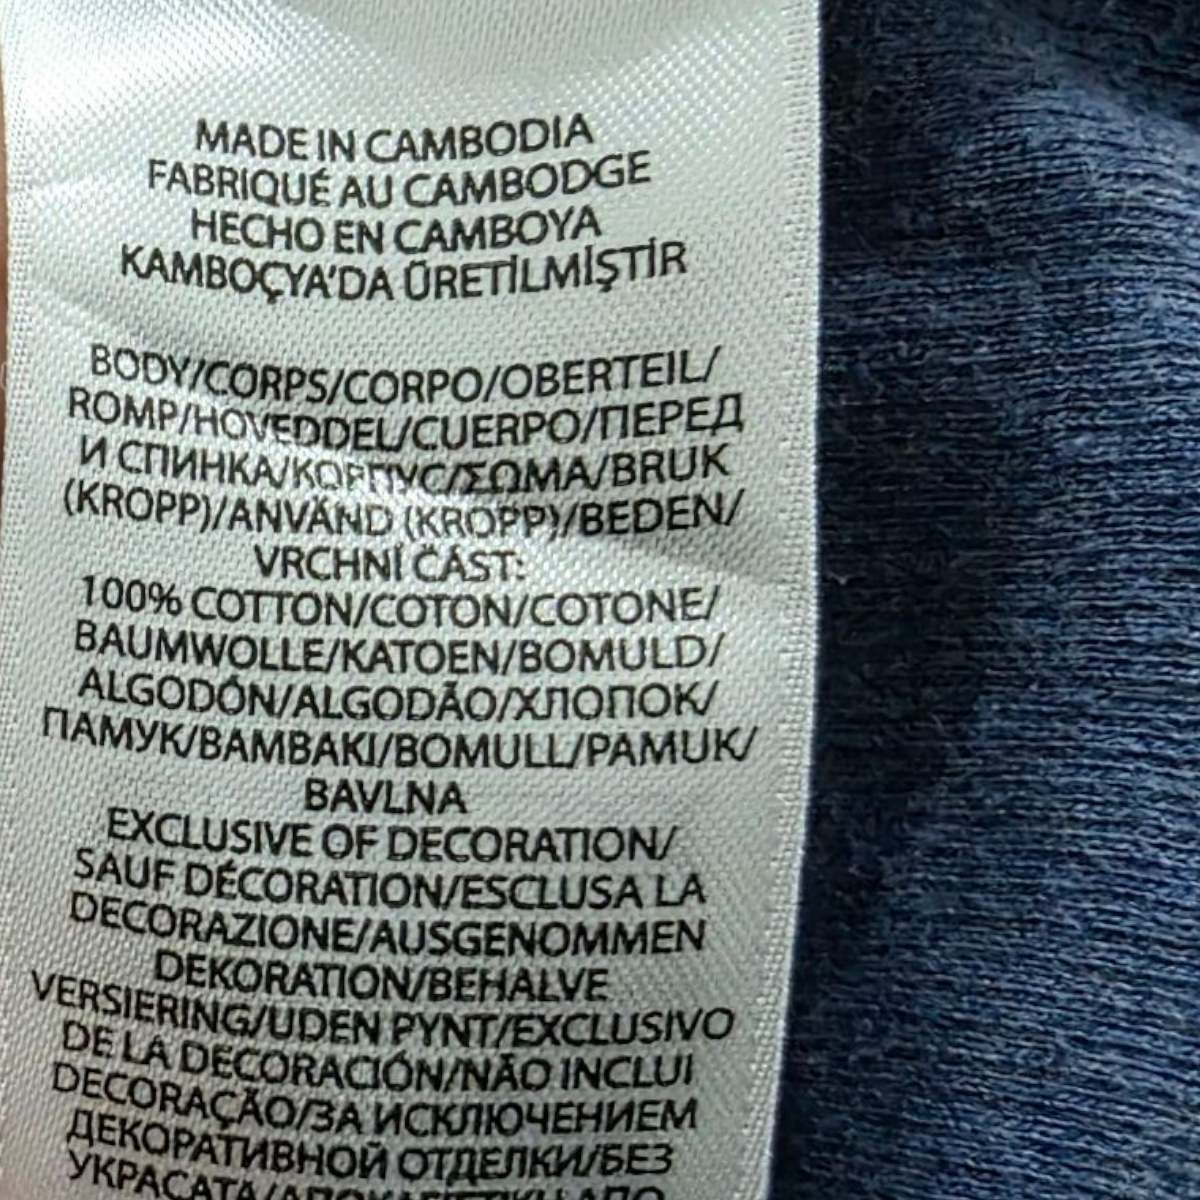 MADE IN CAMBODIA
FABRIQUÉ AU CAMBODGE
HECHO EN CAMBOYA
KAMBOÇYA'DA ÜRETİLMİŞTİR
BODY/CORPS/CORPO/OBERTEIL/
ROMP/HOVEDDEL/CUERPO/ПЕРЕД
И СПИНКА/КОРПУС/ΣΩΜΑ/BRUK
(KROPP)/ANVÄND (KROPP)/BEDEN/
VRCHNÍ ČÁST:
100% COTTON/COTON/COTONE/
BAUMWOLLE/KATOEN/BOMULD/
ALGODÓN/ALGODÃO/ХЛОПОК/
ПАМУК/BAMBAKI/BOMULL/PAMUK/
BAVLNA
EXCLUSIVE OF DECORATION/
SAUF DÉCORATION/ESCLUSA LA
DECORAZIONE/AUSGENOMMEN
DEKORATION/BEHALVE
VERSIERING/UDEN PYNT/EXCLUSIVO
DE LA DECORACIÓN/NÃO INCLUI
DECORAÇÃO/ЗА ИСКЛЮЧЕНИЕМ
ДЕКОРАТИВНОЙ ОТДЕЛКИ/БЕЗ
УКРАСАТА/